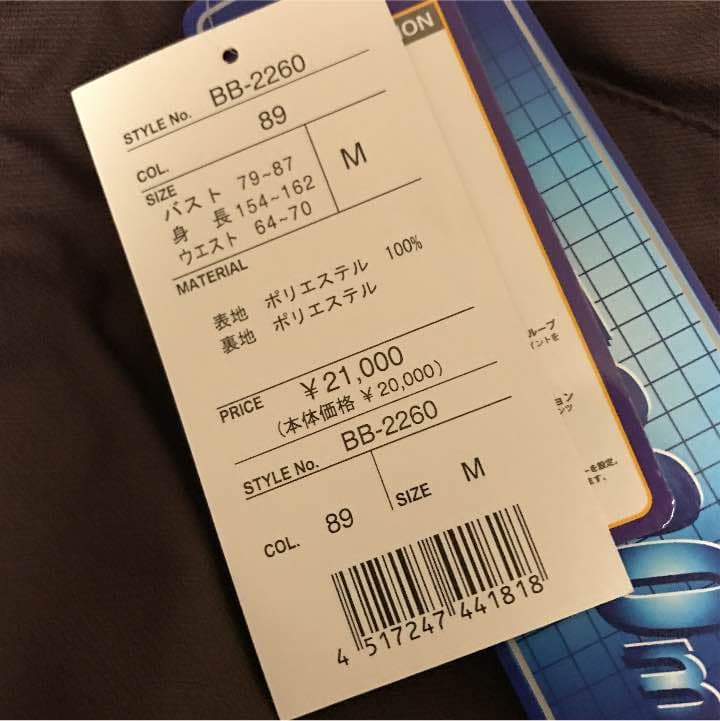 STYLE No. BB-2260
COL. 89
SIZE
バスト 79~87
身 長 154~162
ウエスト 64~70
M
MATERIAL
表地 ポリエステル 100%
裏地 ポリエステル
PRICE ¥21,000
(本体価格 ¥20,000)
STYLE No. BB-2260
COL. 89 SIZE M
4 517247 441818
ION
ループ
イントを
ョン
ンツ
ーを設定。
ます。
m